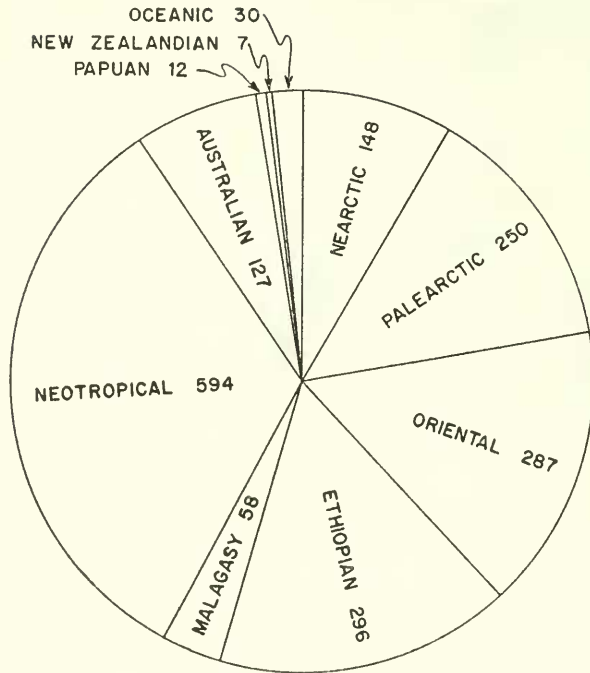 OCEANIC 30
NEW ZEALANDIAN 7
PAPUAN 12
AUSTRALIAN 127
NEARCTIC 148
PALEARCTIC 250
NEOTROPICAL 594
ORIENTAL 287
MALAGASY 58
ETHIOPIAN 296